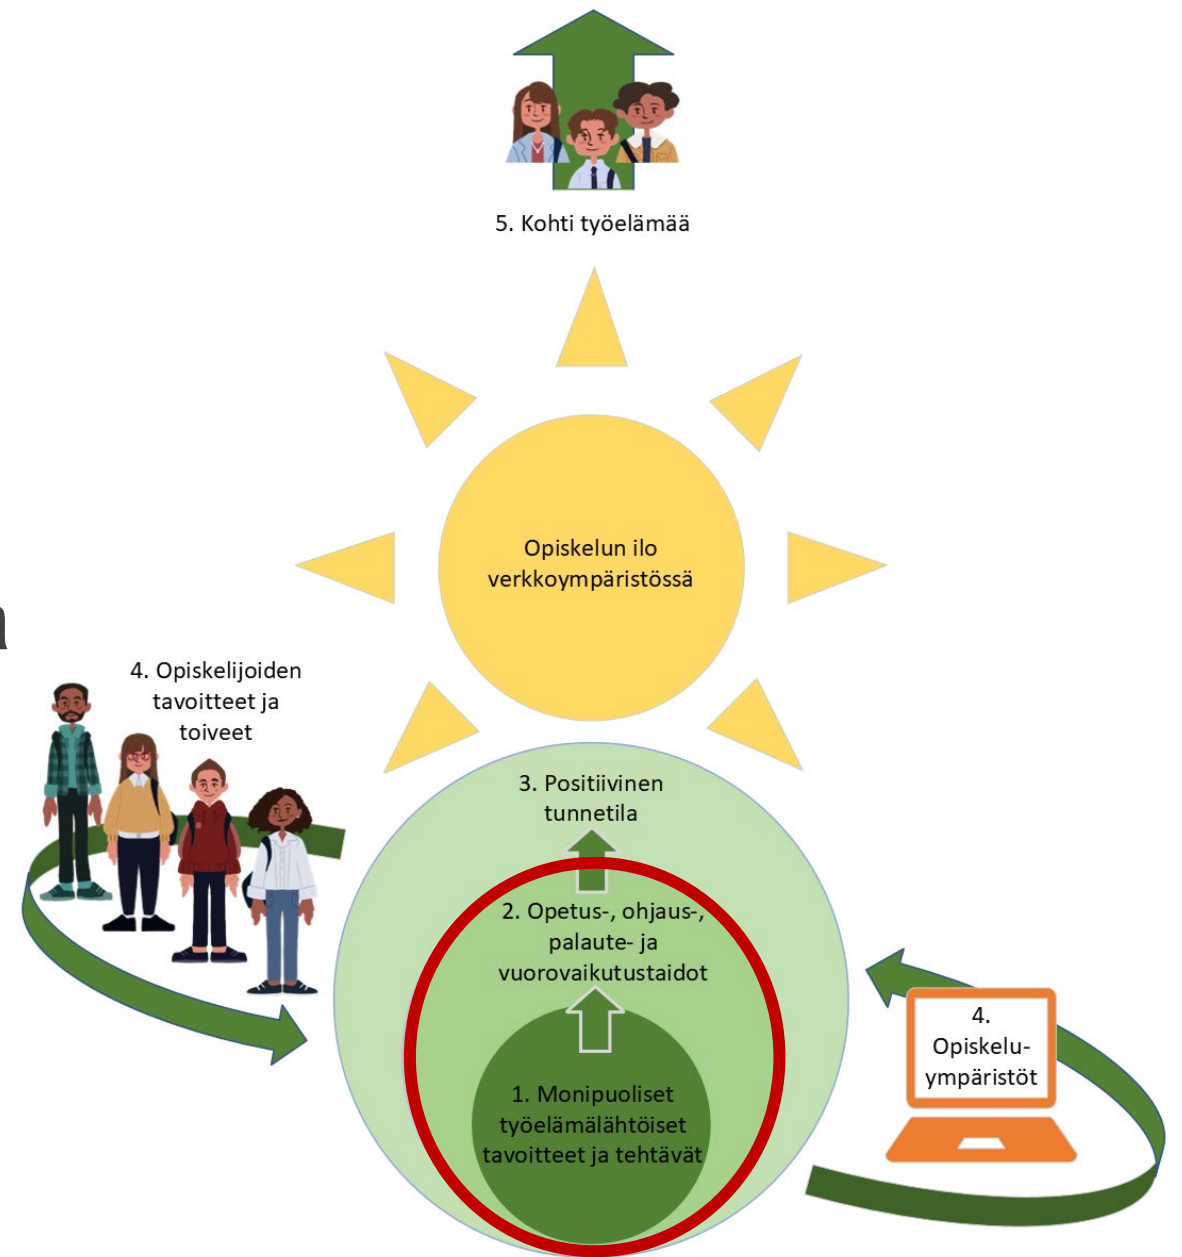 5. Kohti työelämää
Opiskelun ilo
verkkoympäristössä
4. Opiskelijoiden
tavoitteet ja
toiveet
3. Positiivinen
tunnetila
2. Opetus-, ohjaus-,
palaute- ja
vuorovaikutustaidot
4.
Opiskelu-
ympäristöt
1. Monipuoliset
työelämälähtöiset
tavoitteet ja tehtävät